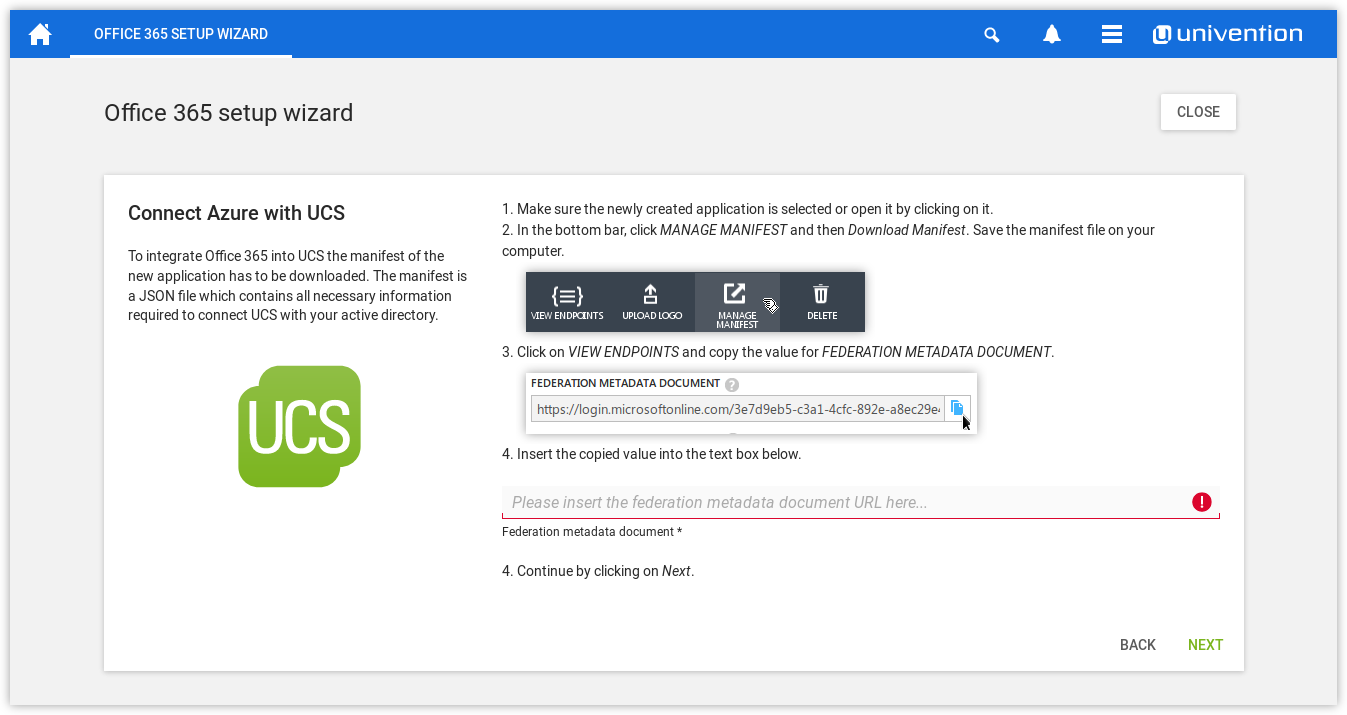 OFFICE 365 SETUP WIZARD
univention
Office 365 setup wizard
CLOSE
Connect Azure with UCS
To integrate Office 365 into UCS the manifest of the
new application has to be downloaded. The manifest is
a JSON file which contains all necessary information
required to connect UCS with your active directory.
UCS
1. Make sure the newly created application is selected or open it by clicking on it.
2. In the bottom bar, click MANAGE MANIFEST and then Download Manifest. Save the manifest file on your
computer.
VIEW ENDPOINTS
UPLOAD LOGO
MANAGE
MANIFEST
DELETE
3. Click on VIEW ENDPOINTS and copy the value for FEDERATION METADATA DOCUMENT.
FEDERATION METADATA DOCUMENT ?
https://login.microsoftonline.com/3e7d9eb5-c3a1-4cfc-892e-a8ec29e
4. Insert the copied value into the text box below.
Please insert the federation metadata document URL here...
Federation metadata document *
4. Continue by clicking on Next.
BACK
NEXT